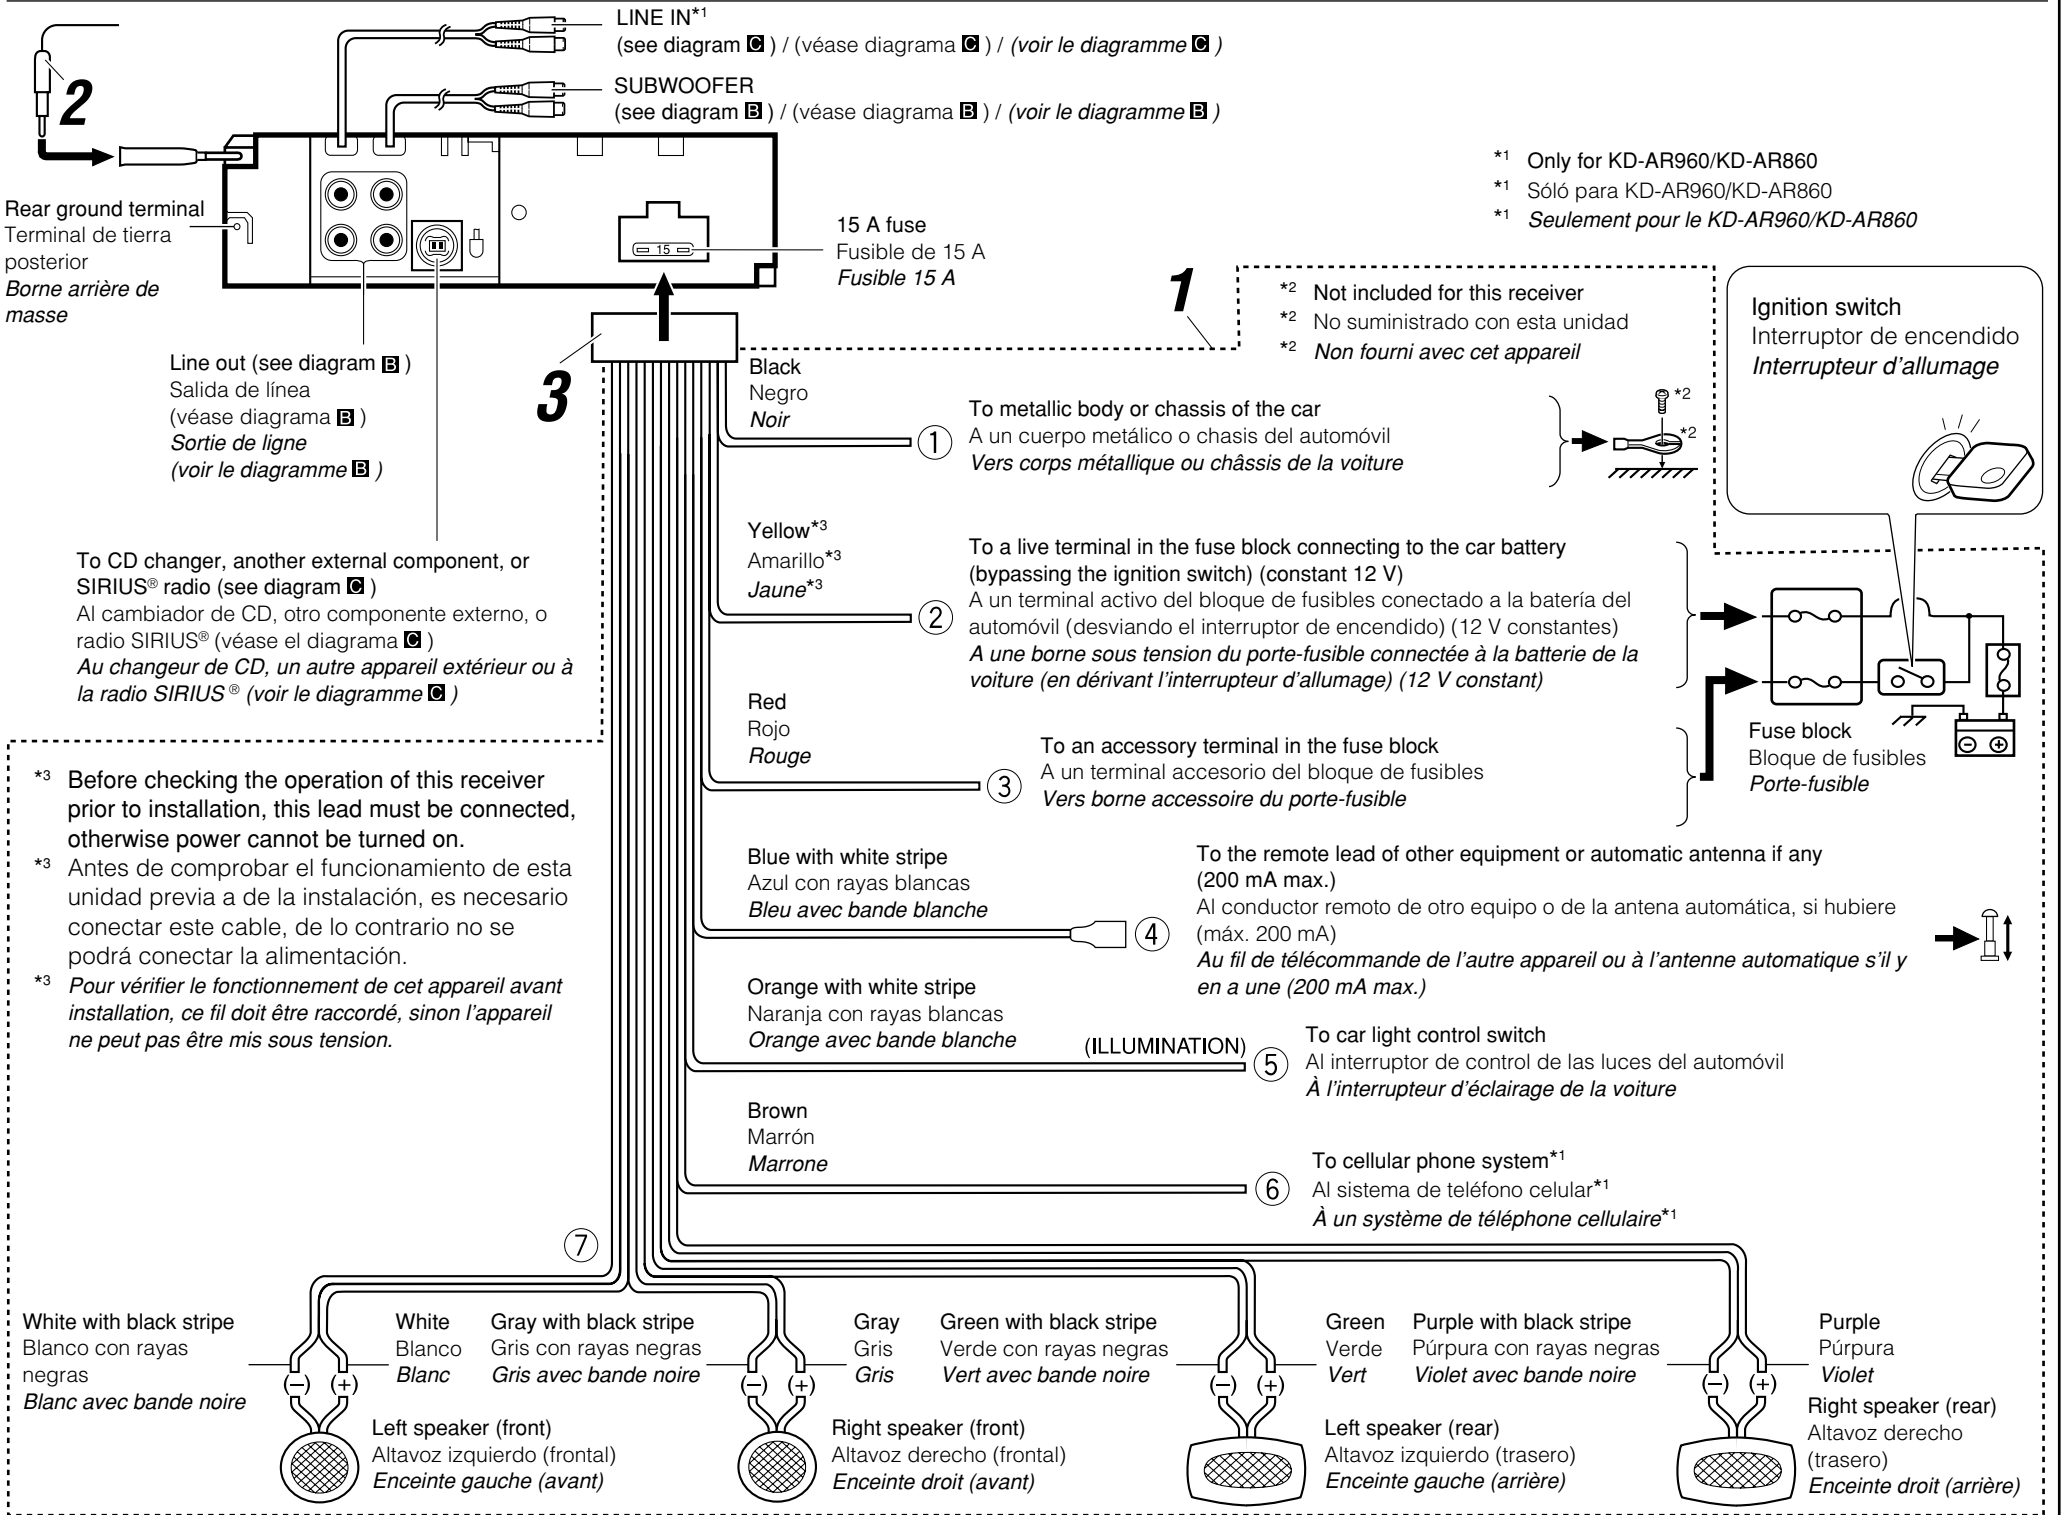 LINE IN*1
(see diagram C ) / (véase diagrama C ) / (voir le diagramme C )
SUBWOOFER
(see diagram B ) / (véase diagrama B ) / (voir le diagramme B )
2
*1 Only for KD-AR960/KD-AR860
*1 Sóló para KD-AR960/KD-AR860
*1 Seulement pour le KD-AR960/KD-AR860
Rear ground terminal
Terminal de tierra
posterior
Borne arrière de
masse
15
15 A fuse
Fusible de 15 A
Fusible 15 A
1
*2 Not included for this receiver
*2 No suministrado con esta unidad
*2 Non fourni avec cet appareil
Ignition switch
Interruptor de encendido
Interrupteur d'allumage
Line out (see diagram B )
Salida de línea
(véase diagrama B )
Sortie de ligne
(voir le diagramme B )
3
Black
Negro
Noir
①
To metallic body or chassis of the car
A un cuerpo metálico o chasis del automóvil
Vers corps métallique ou châssis de la voiture
*2
*2
To CD changer, another external component, or
SIRIUS® radio (see diagram C )
Al cambiador de CD, otro componente externo, o
radio SIRIUS® (véase el diagrama C )
Au changeur de CD, un autre appareil extérieur ou à
la radio SIRIUS ® (voir le diagramme C )
Yellow*3
Amarillo*3
Jaune*3
②
To a live terminal in the fuse block connecting to the car battery
(bypassing the ignition switch) (constant 12 V)
A un terminal activo del bloque de fusibles conectado a la batería del
automóvil (desviando el interruptor de encendido) (12 V constantes)
A une borne sous tension du porte-fusible connectée à la batterie de la
voiture (en dérivant l'interrupteur d'allumage) (12 V constant)
Red
Rojo
Rouge
③
To an accessory terminal in the fuse block
A un terminal accesorio del bloque de fusibles
Vers borne accessoire du porte-fusible
Fuse block
Bloque de fusibles
Porte-fusible
*3 Before checking the operation of this receiver
prior to installation, this lead must be connected,
otherwise power cannot be turned on.
*3 Antes de comprobar el funcionamiento de esta
unidad previa a de la instalación, es necesario
conectar este cable, de lo contrario no se
podrá conectar la alimentación.
*3 Pour vérifier le fonctionnement de cet appareil avant
installation, ce fil doit être raccordé, sinon l'appareil
ne peut pas être mis sous tension.
Blue with white stripe
Azul con rayas blancas
Bleu avec bande blanche
④
To the remote lead of other equipment or automatic antenna if any
(200 mA max.)
Al conductor remoto de otro equipo o de la antena automática, si hubiere
(máx. 200 mA)
Au fil de télécommande de l'autre appareil ou à l'antenne automatique s'il y
en a une (200 mA max.)
Orange with white stripe
Naranja con rayas blancas
Orange avec bande blanche
(ILLUMINATION)
⑤
To car light control switch
Al interruptor de control de las luces del automóvil
À l'interrupteur d'éclairage de la voiture
Brown
Marrón
Marrone
⑥
To cellular phone system*1
Al sistema de teléfono celular*1
À un système de téléphone cellulaire*1
⑦
White with black stripe
Blanco con rayas
negras
Blanc avec bande noire
White
Blanco
Blanc
(−) (+)
Left speaker (front)
Altavoz izquierdo (frontal)
Enceinte gauche (avant)
Gray with black stripe
Gris con rayas negras
Gris avec bande noire
Gray
Gris
Gris
(−) (+)
Right speaker (front)
Altavoz derecho (frontal)
Enceinte droit (avant)
Green with black stripe
Verde con rayas negras
Vert avec bande noire
Green
Verde
Vert
(−) (+)
Left speaker (rear)
Altavoz izquierdo (trasero)
Enceinte gauche (arrière)
Purple with black stripe
Púrpura con rayas negras
Violet avec bande noire
Purple
Púrpura
Violet
(−) (+)
Right speaker (rear)
Altavoz derecho
(trasero)
Enceinte droit (arrière)